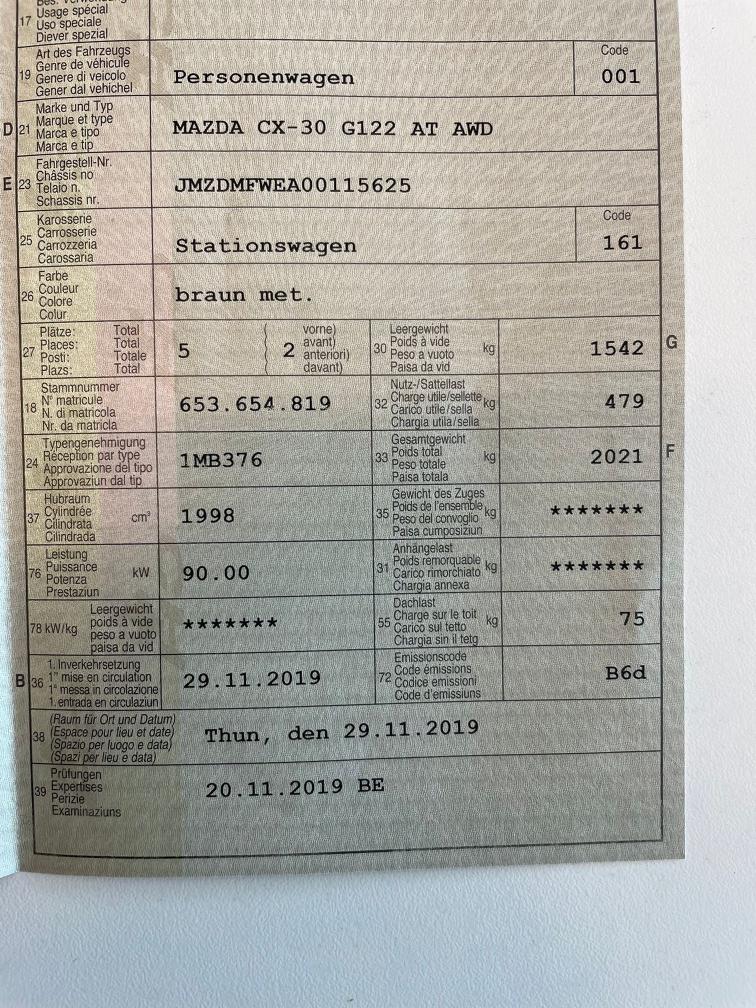 17 Bes. Verwendung
Usage spécial
Uso speciale
Diever spezial
19 Art des Fahrzeugs
Genre de véhicule
Genere di veicolo
Gener dal vehichel
Personenwagen
Code
001
D 21 Marke und Typ
Marque et type
Marca e tipo
Marca e tip
MAZDA CX-30 G122 AT AWD
E 23 Fahrgestell-Nr.
Châssis no
Telaio n.
Schassis nr.
JMZDMFWEA00115625
25 Karosserie
Carrosserie
Carrozzeria
Carossaria
Stationswagen
Code
161
26 Farbe
Couleur
Colore
Colur
braun met.
27 Plätze: Total
Places: Total
Posti: Totale
Plazs: Total
5
( 2 vorne)
avant)
anteriori)
davant)
30 Leergewicht
Poids à vide
Peso a vuoto
Paisa da vid
kg
1542 G
18 Stammnummer
N° matricule
N. di matricola
Nr. da matricla
653.654.819
32 Nutz-/Sattellast
Charge utile/sellette
Carico utile/sella
Chargia utila/sella
kg
479
24 Typengenehmigung
Réception par type
Approvazione del tipo
Approvaziun dal tip
1MB376
33 Gesamtgewicht
Poids total
Peso totale
Paisa totala
kg
2021 F
37 Hubraum
Cylindrée
Cilindrata
Cilindrada
cm³
1998
35 Gewicht des Zuges
Poids de l'ensemble
Peso del convoglio
Paisa cumposiziun
kg
*******
76 Leistung
Puissance
Potenza
Prestaziun
kW
90.00
31 Anhängelast
Poids remorquable
Carico rimorchiato
Chargia annexa
kg
*******
78 kW/kg
Leergewicht
poids à vide
peso a vuoto
paisa da vid
*******
55 Dachlast
Charge sur le toit
Carico sul tetto
Chargia sin il tetg
kg
75
B 36 1. Inverkehrsetzung
1re mise en circulation
1a messa in circolazione
1. entrada en circulaziun
29.11.2019
72 Emissionscode
Code émissions
Codice emissioni
Code d'emissiuns
B6d
38 (Raum für Ort und Datum)
(Espace pour lieu et date)
(Spazio per luogo e data)
(Spazi per lieu e data)
Thun, den 29.11.2019
39 Prüfungen
Expertises
Perizie
Examinaziuns
20.11.2019 BE